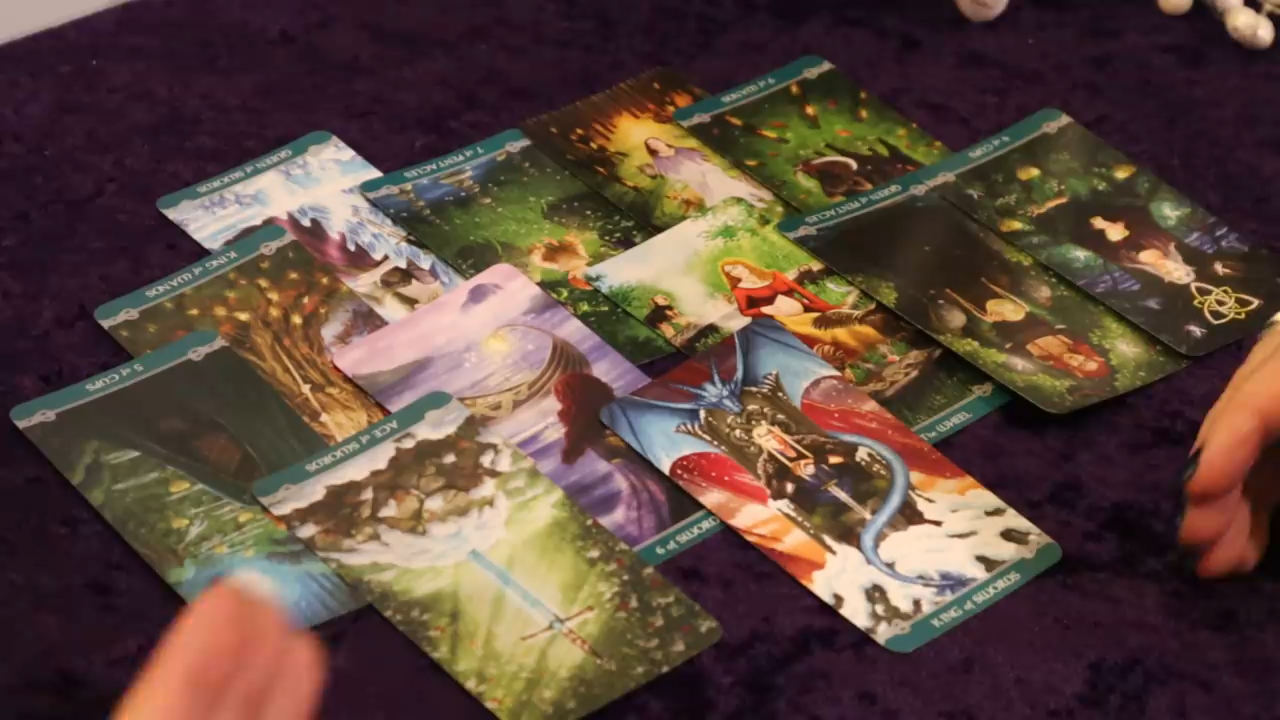 9 of WANDS
QUEEN of SWORDS
7 of PENTACLES
9 of CUPS
KING of WANDS
QUEEN of PENTACLES
5 of CUPS
ACE of SWORDS
The WHEEL
6 of SWORDS
KING of SWORDS